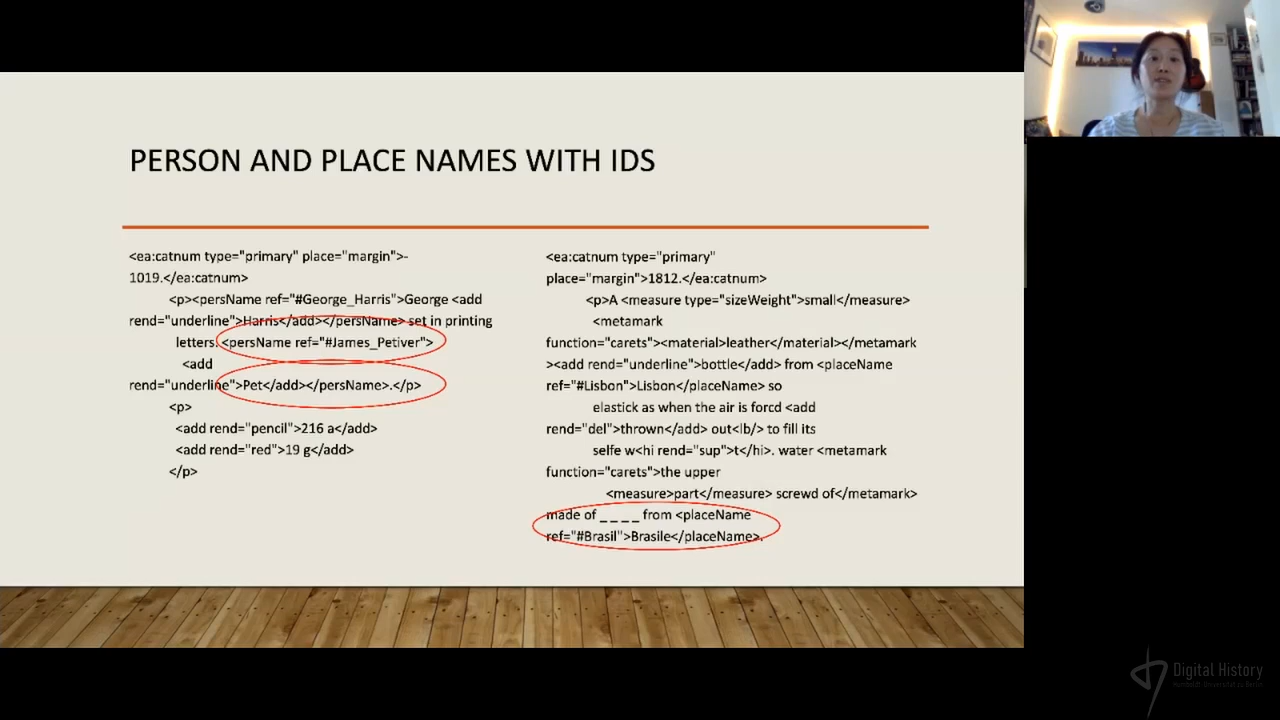 PERSON AND PLACE NAMES WITH IDS
<ea:catnum type="primary" place="margin">-
1019.</ea:catnum>
<p><persName ref="#George_Harris">George <add
rend="underline">Harris</add></persName> set in printing
letters. <persName ref="#James_Petiver">
<add
rend="underline">Pet</add></persName>.</p>
<p>
<add rend="pencil">216 a</add>
<add rend="red">19 g</add>
</p>
<ea:catnum type="primary"
place="margin">1812.</ea:catnum>
<p>A <measure type="sizeWeight">small</measure>
<metamark
function="carets"><material>leather</material></metamark
><add rend="underline">bottle</add> from <placeName
ref="#Lisbon">Lisbon</placeName> so
elastick as when the air is forcd <add
rend="del">thrown</add> out<lb/> to fill its
selfe w<hi rend="sup">t</hi>. water <metamark
function="carets">the upper
<measure>part</measure> screwd of</metamark>
made of _ _ _ _ from <placeName
ref="#Brasil">Brasile</placeName>.
Digital History